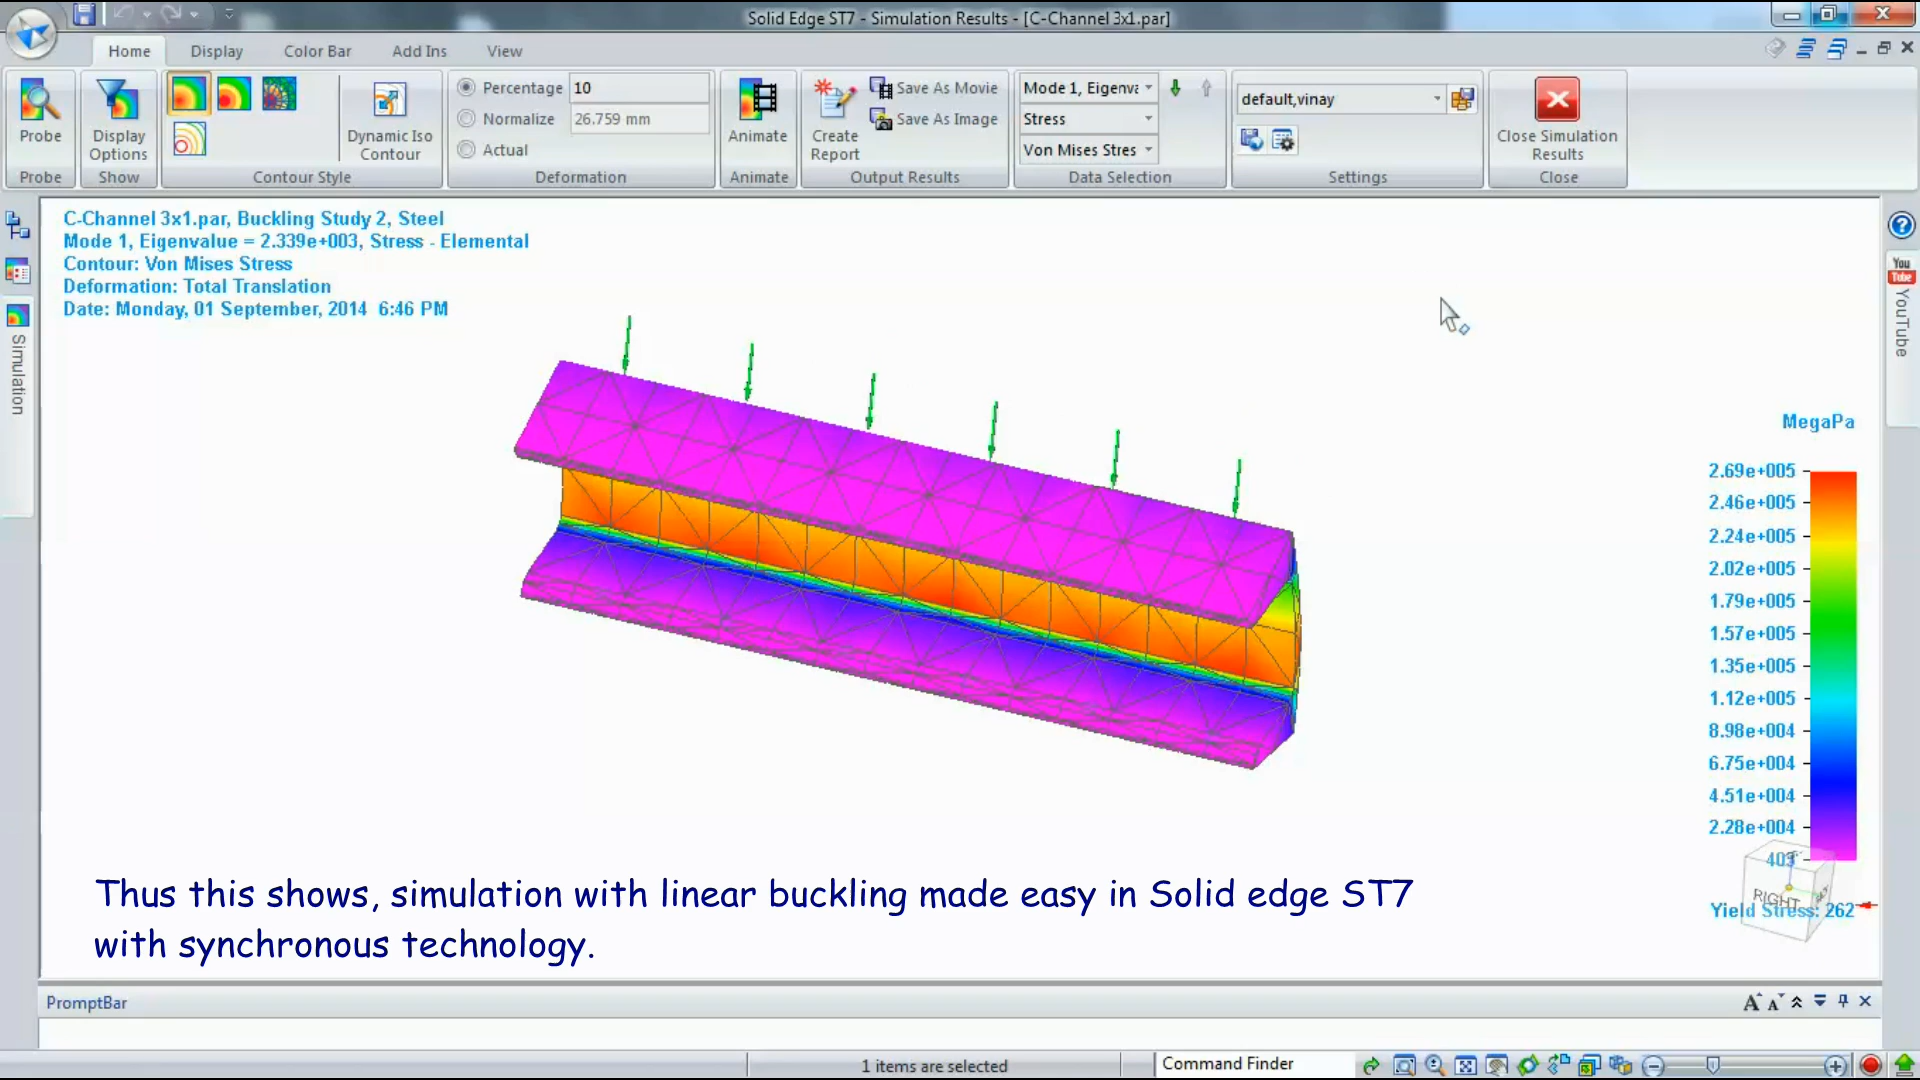 Solid Edge ST7 - Simulation Results - [C-Channel 3x1.par]
Home Display Color Bar Add Ins View
Probe
Probe
Display Options
Show
Dynamic Iso Contour
Contour Style
Percentage 10
Normalize 26.759 mm
Actual
Deformation
Animate
Animate
Create Report
Save As Movie
Save As Image
Output Results
Mode 1, Eigenva
Stress
Von Mises Stres
Data Selection
default,vinay
Settings
Close Simulation Results
Close
Simulation
You Tube
YouTube
C-Channel 3x1.par, Buckling Study 2, Steel
Mode 1, Eigenvalue = 2.339e+003, Stress - Elemental
Contour: Von Mises Stress
Deformation: Total Translation
Date: Monday, 01 September, 2014 6:46 PM
MegaPa
2.69e+005
2.46e+005
2.24e+005
2.02e+005
1.79e+005
1.57e+005
1.35e+005
1.12e+005
8.98e+004
6.75e+004
4.51e+004
2.28e+004
RIGHT
Yield Stress: 262
Thus this shows, simulation with linear buckling made easy in Solid edge ST7
with synchronous technology.
PromptBar
1 items are selected
Command Finder